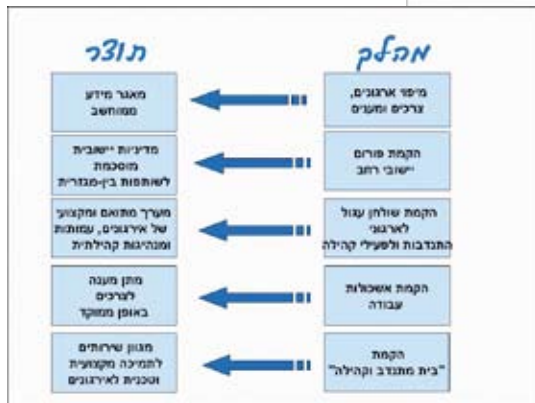 מהלך
תוצר
מיפוי ארגונים,
צרכים ומענים
מאגר מידע
ממוחשב
הקמת פורום
יישובי רחב
מדיניות יישובית
מוסכמת
לשותפות בין-מגזרית
הקמת שולחן עגול
לארגוני
התנדבות ולפעילי קהילה
מערך מתואם ומקצועי
של אירגונים, עמותות
ומנהיגות קהילתית
הקמת אשכולות
עבודה
מתן מענה
לצרכים
באופן ממוקד
הקמת
"בית מתנדב וקהילה"
מגוון שירותים
לתמיכה מקצועית
וטכנית לאירגונים